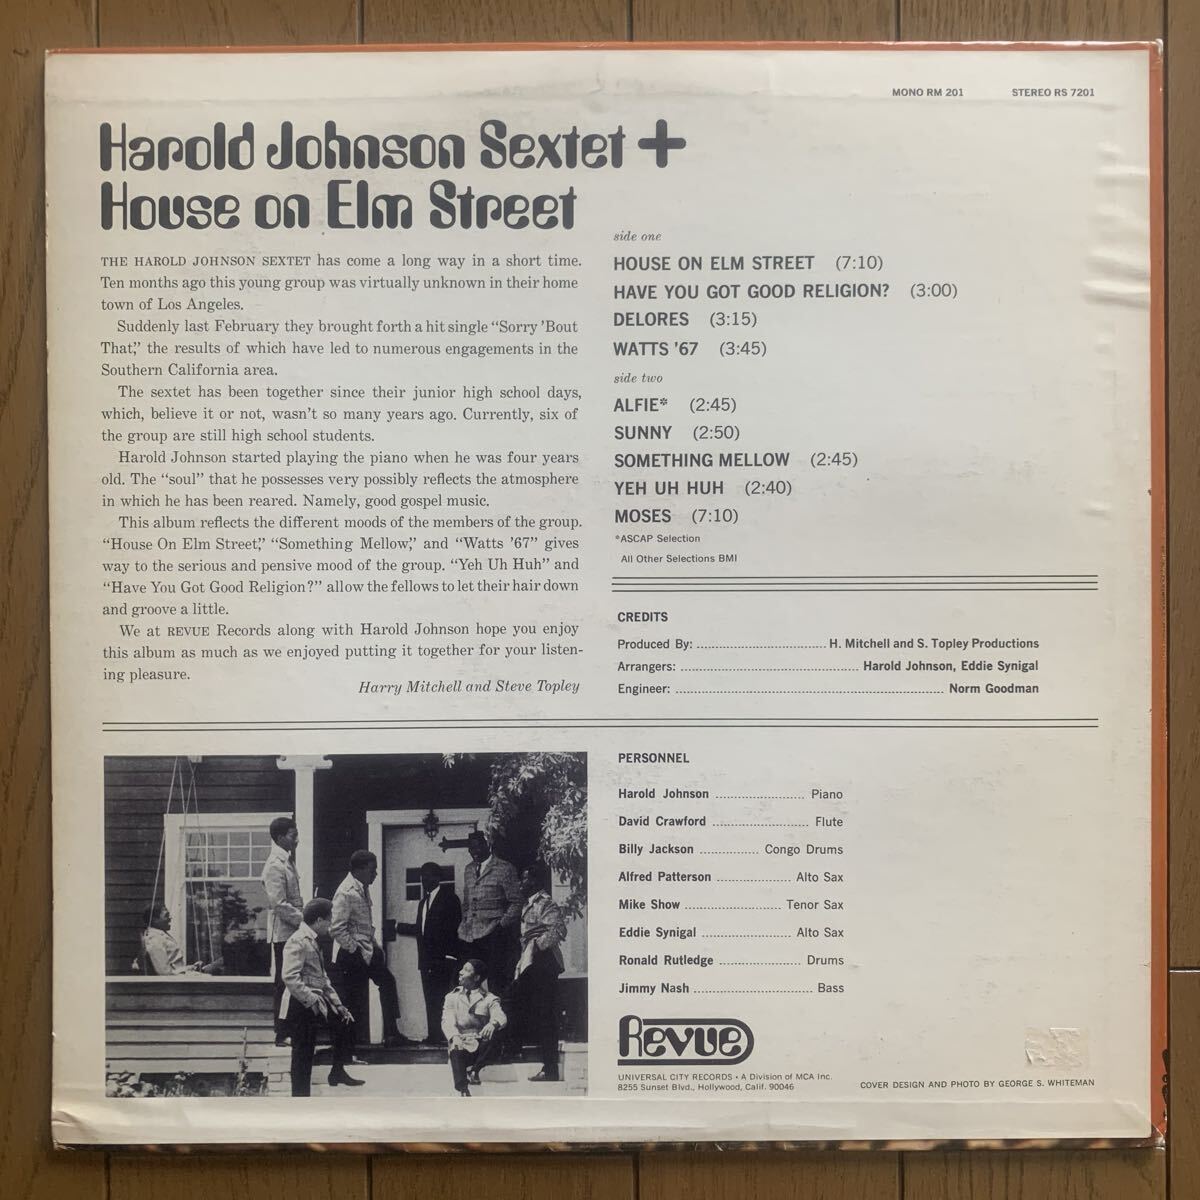 MONO RM 201 STEREO RS 7201
Harold Johnson Sextet +
House on Elm Street
THE HAROLD JOHNSON SEXTET has come a long way in a short time.
Ten months ago this young group was virtually unknown in their home
town of Los Angeles.
Suddenly last February they brought forth a hit single "Sorry 'Bout
That," the results of which have led to numerous engagements in the
Southern California area.
The sextet has been together since their junior high school days,
which, believe it or not, wasn't so many years ago. Currently, six of
the group are still high school students.
Harold Johnson started playing the piano when he was four years
old. The "soul" that he possesses very possibly reflects the atmosphere
in which he has been reared. Namely, good gospel music.
This album reflects the different moods of the members of the group.
"House On Elm Street," "Something Mellow," and "Watts '67" gives
way to the serious and pensive mood of the group. "Yeh Uh Huh" and
"Have You Got Good Religion?" allow the fellows to let their hair down
and groove a little.
We at REVUE Records along with Harold Johnson hope you enjoy
this album as much as we enjoyed putting it together for your listen-
ing pleasure.
Harry Mitchell and Steve Topley
side one
HOUSE ON ELM STREET (7:10)
HAVE YOU GOT GOOD RELIGION? (3:00)
DELORES (3:15)
WATTS '67 (3:45)
side two
ALFIE* (2:45)
SUNNY (2:50)
SOMETHING MELLOW (2:45)
YEH UH HUH (2:40)
MOSES (7:10)
*ASCAP Selection
All Other Selections BMI
CREDITS
Produced By: ................................ H. Mitchell and S. Topley Productions
Arrangers: ............................................ Harold Johnson, Eddie Synigal
Engineer: .................................................................. Norm Goodman
PERSONNEL
Harold Johnson ...................... Piano
David Crawford ........................ Flute
Billy Jackson ............... Congo Drums
Alfred Patterson ................... Alto Sax
Mike Show ........................ Tenor Sax
Eddie Synigal ...................... Alto Sax
Ronald Rutledge .................... Drums
Jimmy Nash ............................. Bass
Revue
UNIVERSAL CITY RECORDS • A Division of MCA Inc.
8255 Sunset Blvd., Hollywood, Calif. 90046
COVER DESIGN AND PHOTO BY GEORGE S. WHITEMAN